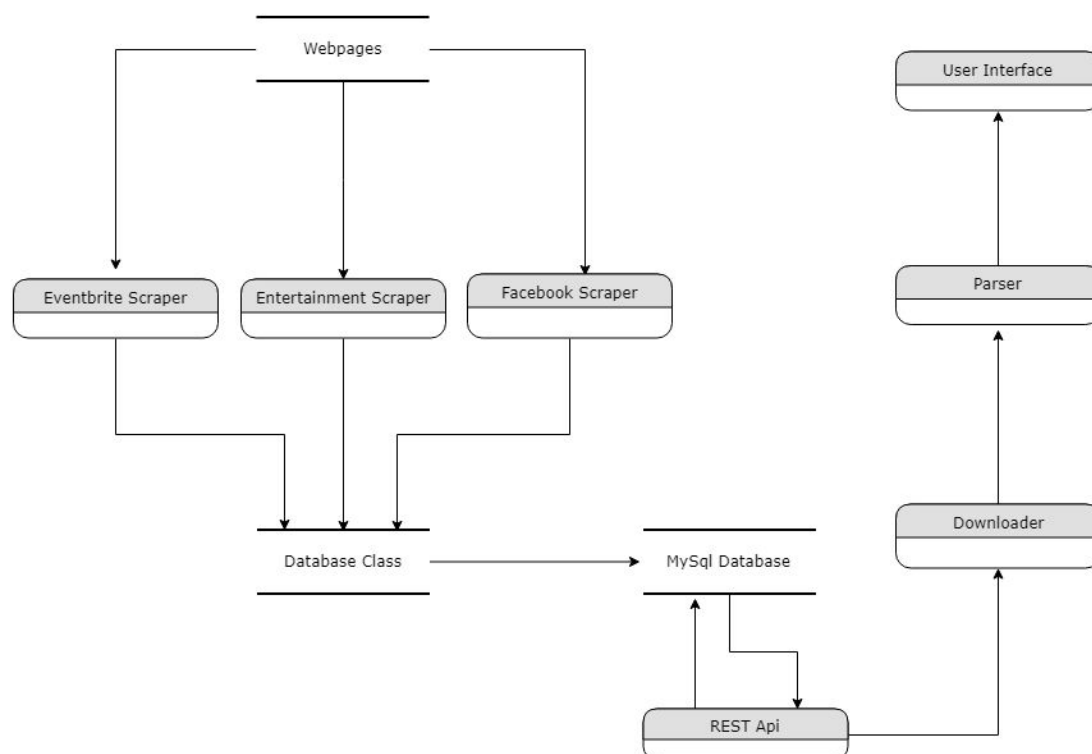 Webpages
User Interface
Eventbrite Scraper
Entertainment Scraper
Facebook Scraper
Parser
Downloader
Database Class
MySql Database
REST Api